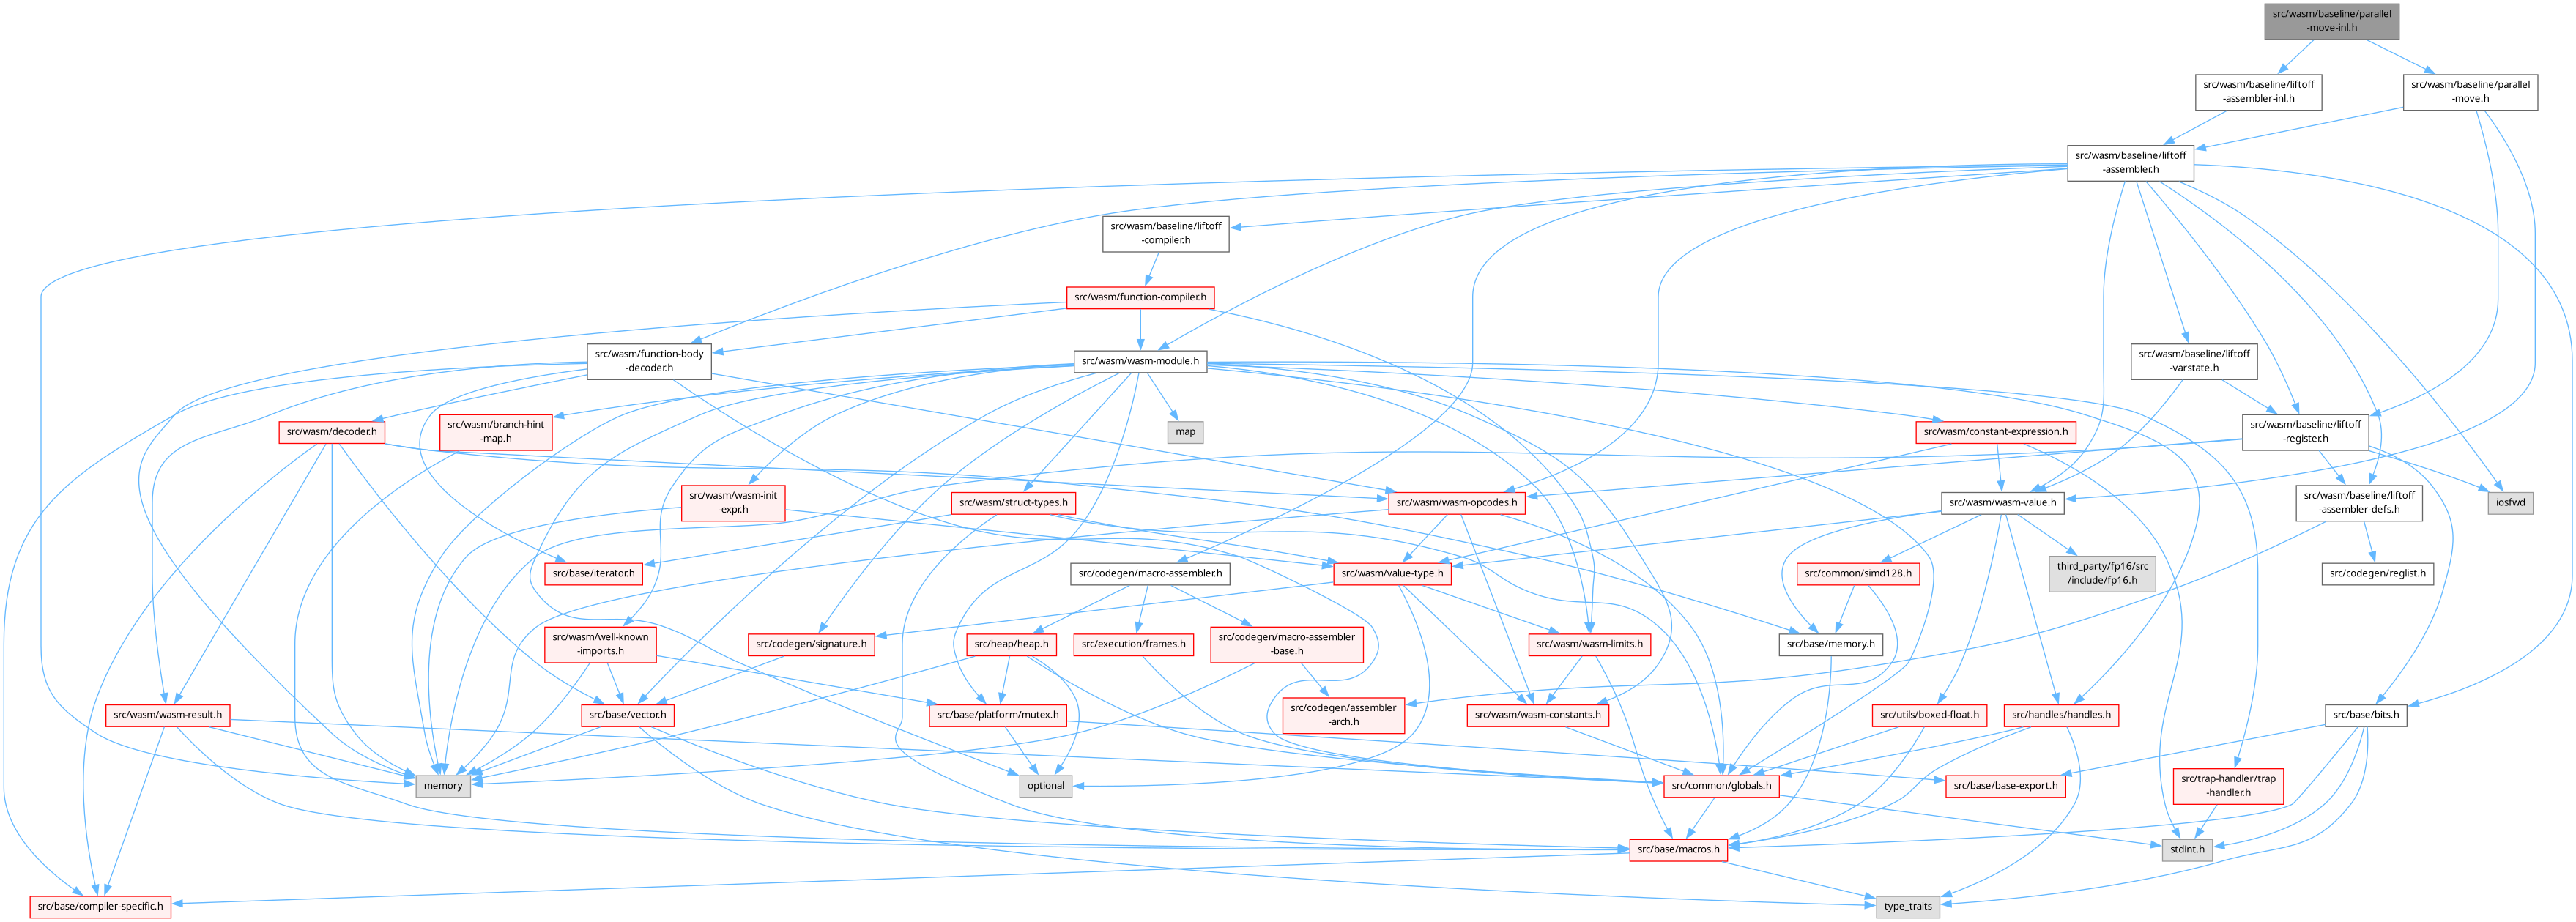 src/wasm/baseline/parallel
-move-inl.h
src/wasm/baseline/liftoff
-assembler-inl.h
src/wasm/baseline/parallel
-move.h
src/wasm/baseline/liftoff
-assembler.h
src/wasm/baseline/liftoff
-compiler.h
src/wasm/function-compiler.h
src/wasm/function-body
-decoder.h
src/wasm/wasm-module.h
src/wasm/baseline/liftoff
-varstate.h
src/wasm/decoder.h
src/wasm/branch-hint
-map.h
map
src/wasm/constant-expression.h
src/wasm/baseline/liftoff
-register.h
src/wasm/wasm-init
-expr.h
src/wasm/struct-types.h
src/wasm/wasm-opcodes.h
src/wasm/wasm-value.h
src/wasm/baseline/liftoff
-assembler-defs.h
iosfwd
src/base/iterator.h
src/codegen/macro-assembler.h
src/wasm/value-type.h
src/common/simd128.h
third_party/fp16/src
/include/fp16.h
src/codegen/reglist.h
src/wasm/well-known
-imports.h
src/codegen/signature.h
src/heap/heap.h
src/execution/frames.h
src/codegen/macro-assembler
-base.h
src/wasm/wasm-limits.h
src/base/memory.h
src/wasm/wasm-result.h
src/base/vector.h
src/base/platform/mutex.h
src/codegen/assembler
-arch.h
src/wasm/wasm-constants.h
src/utils/boxed-float.h
src/handles/handles.h
src/base/bits.h
memory
optional
src/common/globals.h
src/base/base-export.h
src/trap-handler/trap
-handler.h
src/base/macros.h
stdint.h
src/base/compiler-specific.h
type_traits